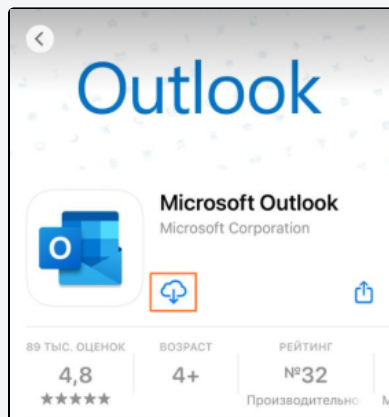 Outlook
Microsoft Outlook
Microsoft Corporation
O
89 ТЫС. ОЦЕНОК
ВОЗРАСТ
РЕЙТИНГ
4,8
4+
№32
Производительно